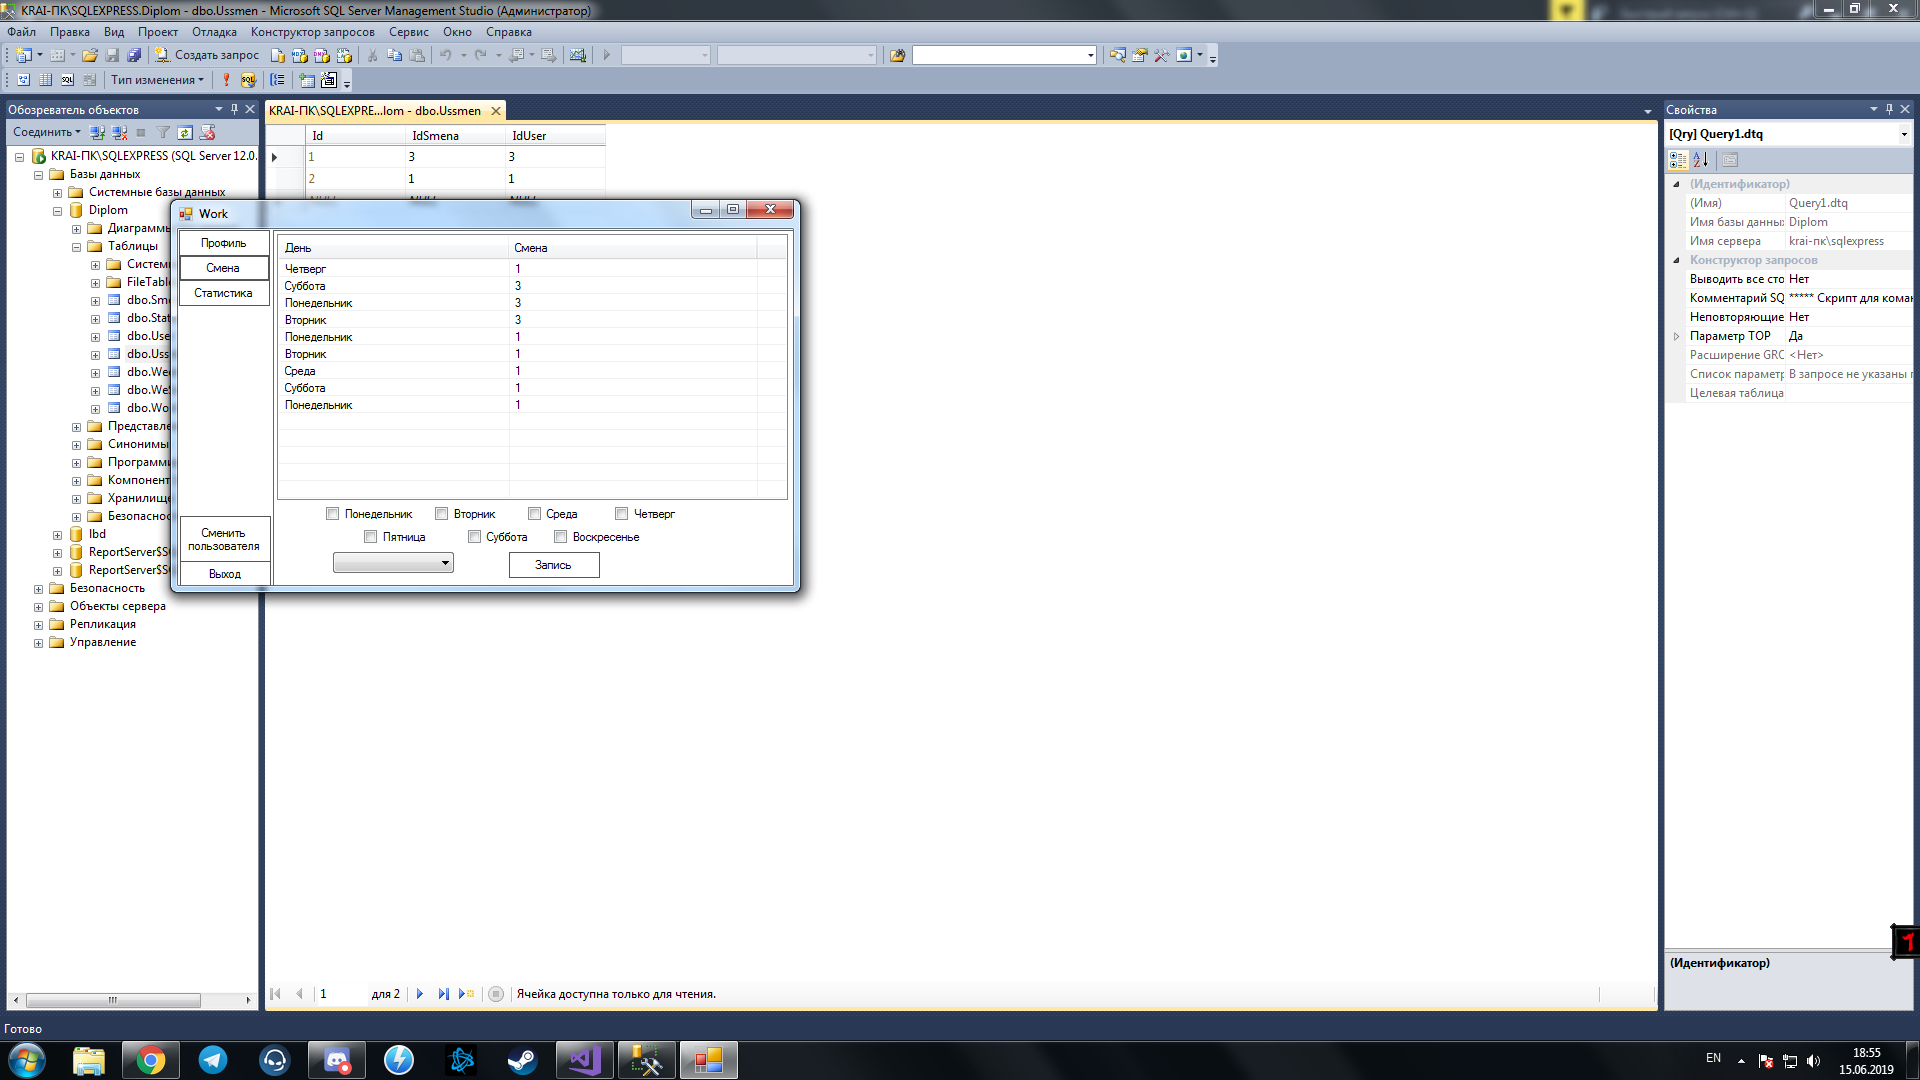 KRAI-ПК\SQLEXPRESS.Diplom - dbo.Ussmen - Microsoft SQL Server Management Studio (Администратор)
Файл Правка Вид Проект Отладка Конструктор запросов Сервис Окно Справка
Создать запрос
Тип изменения
Обозреватель объектов
Соединить
KRAI-ПК\SQLEXPRESS (SQL Server 12.0.
Базы данных
Системные базы данных
Diplom
Диаграммы
Таблицы
Систем
FileTabl
dbo.Sme
dbo.Stat
dbo.Use
dbo.Uss
dbo.We
dbo.We
dbo.Wo
Представле
Синонимы
Программи
Компонент
Хранилище
Безопасно
lbd
ReportServer$S
ReportServer$S
Безопасность
Объекты сервера
Репликация
Управление
KRAI-ПК\SQLEXPRE...lom - dbo.Ussmen
Id IdSmena IdUser
1 3 3
2 1 1
NULL NULL NULL
Work
Профиль
Смена
Статистика
Сменить
пользователя
Выход
День Смена
Четверг 1
Суббота 3
Понедельник 3
Вторник 3
Понедельник 1
Вторник 1
Среда 1
Суббота 1
Понедельник 1
Понедельник Вторник Среда Четверг
Пятница Суббота Воскресенье
Запись
1 для 2 Ячейка доступна только для чтения.
Свойства
[Qry] Query1.dtq
(Идентификатор)
(Имя) Query1.dtq
Имя базы данны Diplom
Имя сервера krai-пк\sqlexpress
Конструктор запросов
Выводить все сто Нет
Комментарий SQ ***** Скрипт для кома
Неповторяющие Нет
Параметр TOP Да
Расширение GRC <Нет>
Список параметр В запросе не указаны
Целевая таблица
(Идентификатор)
Готово
EN
18:55
15.06.2019